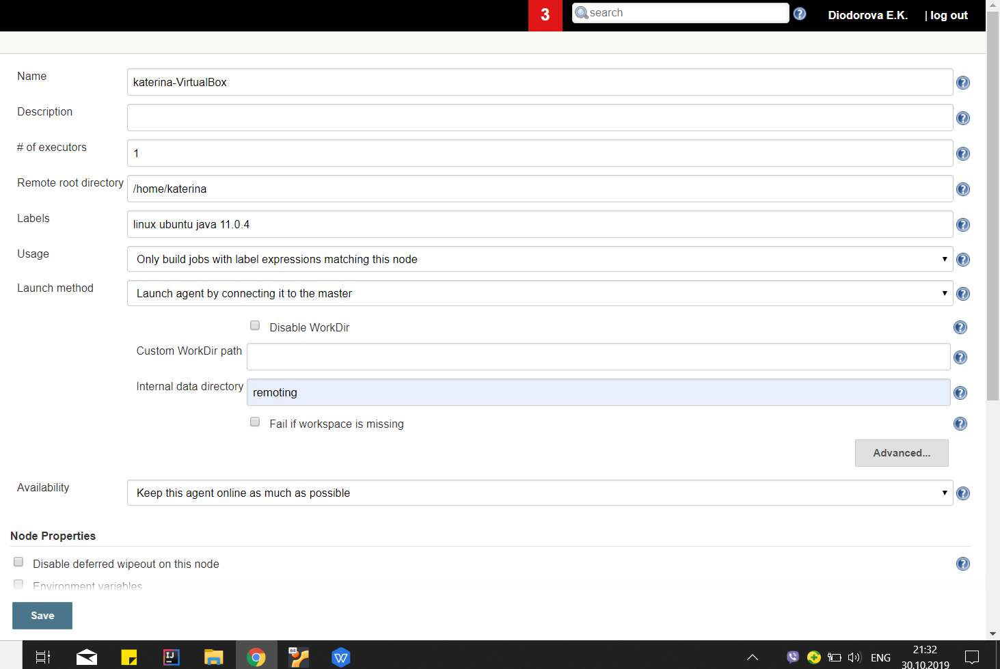 3
search
Diodorova E.K.
| log out
Name
katerina-VirtualBox
Description
# of executors
1
Remote root directory
/home/katerina
Labels
linux ubuntu java 11.0.4
Usage
Only build jobs with label expressions matching this node
Launch method
Launch agent by connecting it to the master
Disable WorkDir
Custom WorkDir path
Internal data directory
remoting
Fail if workspace is missing
Advanced...
Availability
Keep this agent online as much as possible
Node Properties
Disable deferred wipeout on this node
Environment variables
Save
IJ
64
W
ENG
21:32
30.10.2019